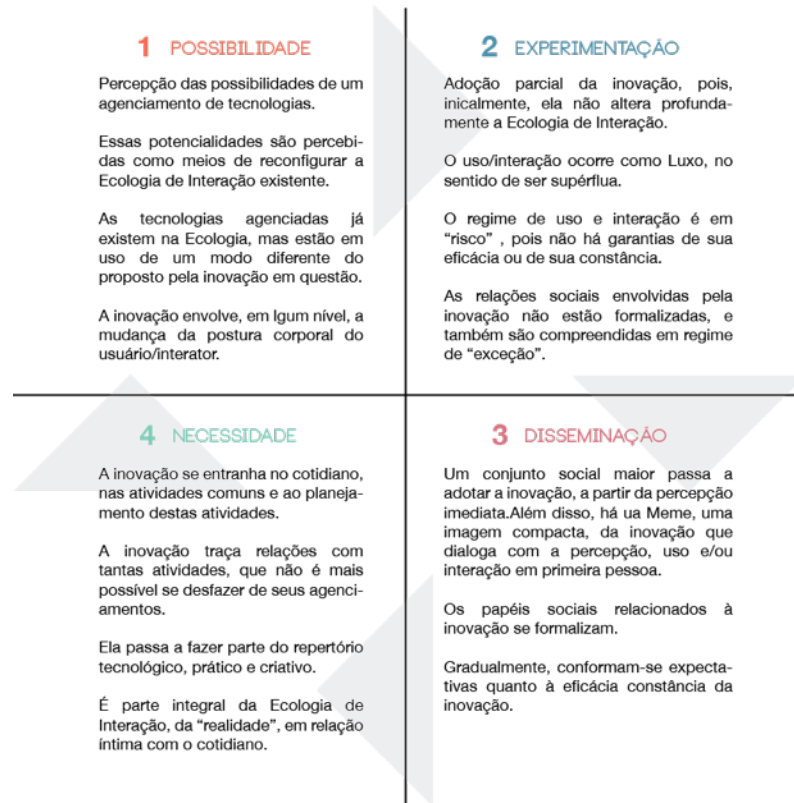 1 POSSIBILIDADE
Percepção das possibilidades de um
agenciamento de tecnologias.
Essas potencialidades são percebi-
das como meios de reconfigurar a
Ecologia de Interação existente.
As tecnologias agenciadas já
existem na Ecologia, mas estão em
uso de um modo diferente do
proposto pela inovação em questão.
A inovação envolve, em lgum nível, a
mudança da postura corporal do
usuário/interator.
2 EXPERIMENTAÇÃO
Adoção parcial da inovação, pois,
inicalmente, ela não altera profunda-
mente a Ecologia de Interação.
O uso/interação ocorre como Luxo, no
sentido de ser supérflua.
O regime de uso e interação é em
“risco” , pois não há garantias de sua
eficácia ou de sua constância.
As relações sociais envolvidas pela
inovação não estão formalizadas, e
também são compreendidas em regime
de “exceção”.
4 NECESSIDADE
A inovação se entranha no cotidiano,
nas atividades comuns e ao planeja-
mento destas atividades.
A inovação traça relações com
tantas atividades, que não é mais
possível se desfazer de seus agenci-
amentos.
Ela passa a fazer parte do repertório
tecnológico, prático e criativo.
É parte integral da Ecologia de
Interação, da “realidade”, em relação
íntima com o cotidiano.
3 DISSEMINAÇÃO
Um conjunto social maior passa a
adotar a inovação, a partir da percepção
imediata.Além disso, há ua Meme, uma
imagem compacta, da inovação que
dialoga com a percepção, uso e/ou
interação em primeira pessoa.
Os papéis sociais relacionados à
inovação se formalizam.
Gradualmente, conformam-se expecta-
tivas quanto à eficácia constância da
inovação.